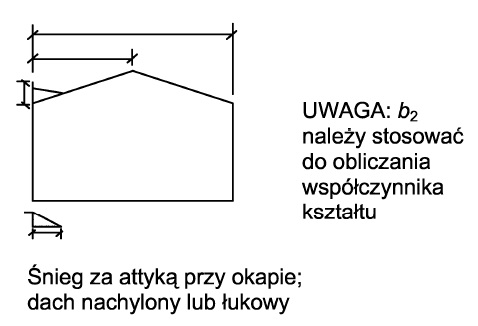 UWAGA: b₂
należy stosować
do obliczania
współczynnika
kształtu
Śnieg za attyką przy okapie;
dach nachylony lub łukowy